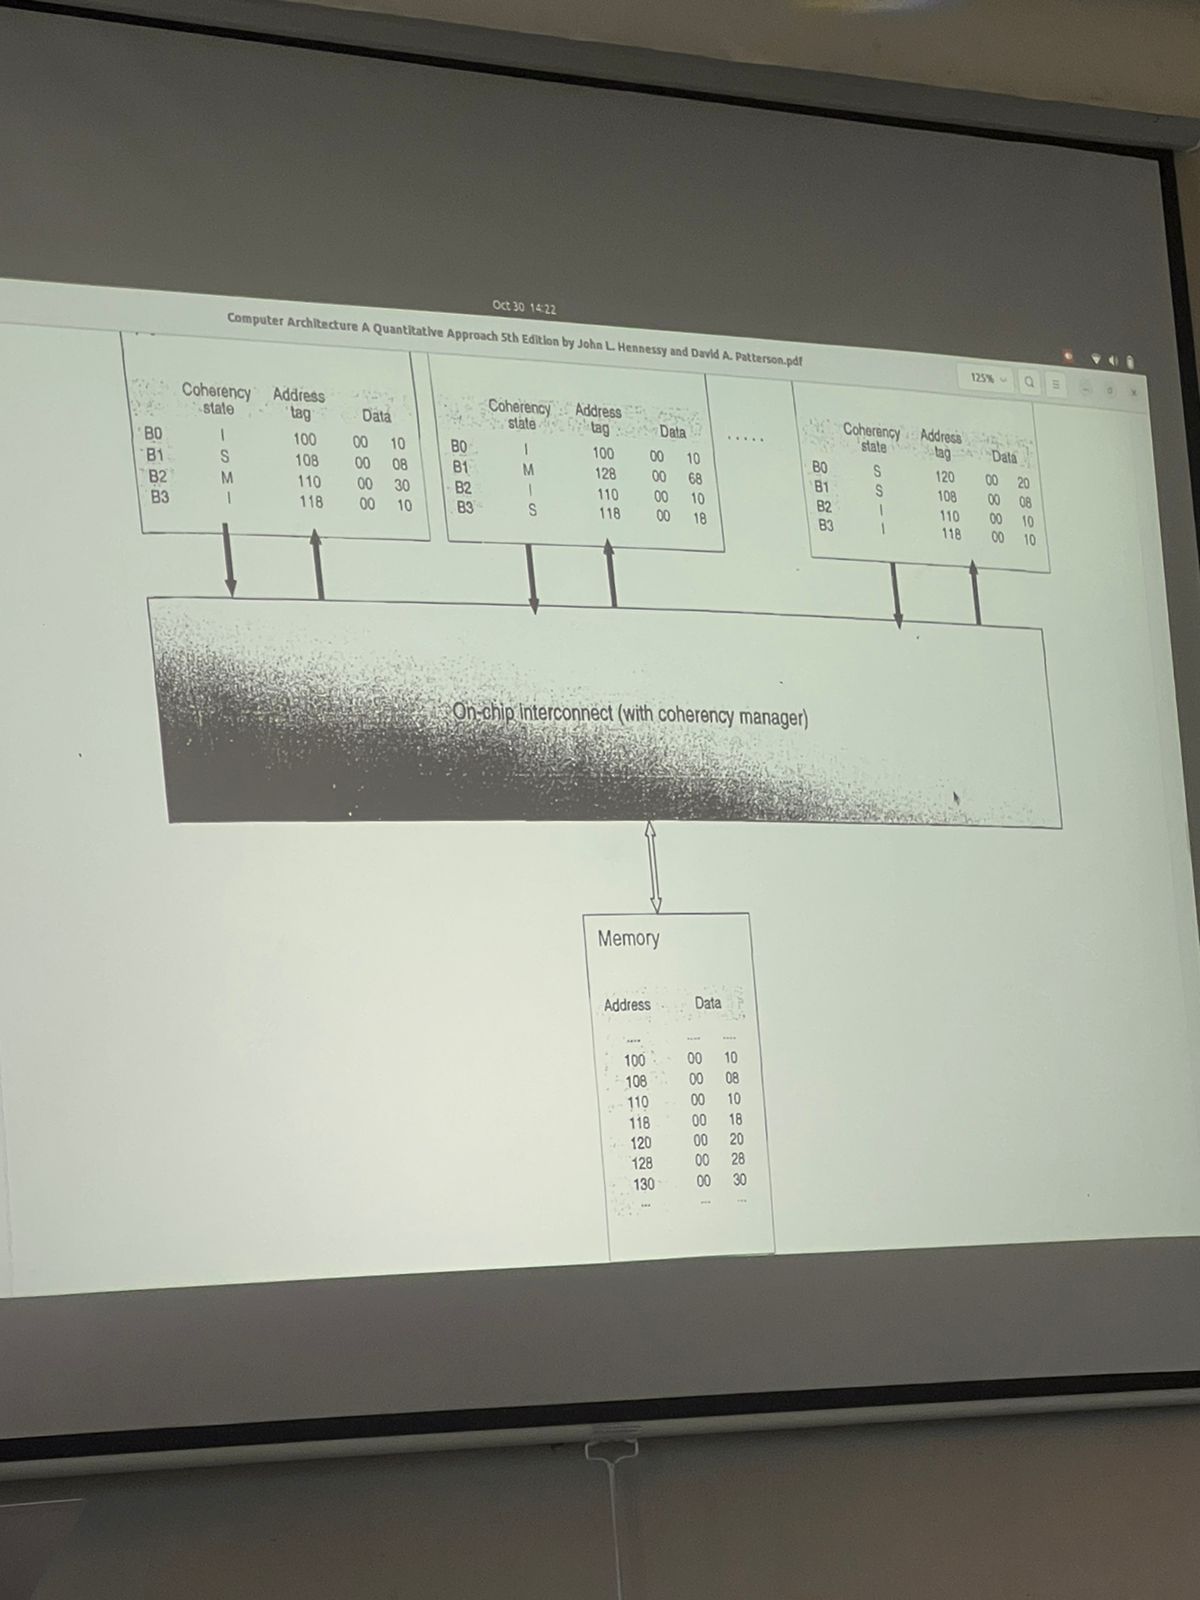 Oct 30 14:22
Computer Architecture A Quantitative Approach 5th Edition by John L. Hennessy and David A. Patterson.pdf
125%
Coherency state Address tag Data
B0 I 100 00 10
B1 S 108 00 08
B2 M 110 00 30
B3 I 118 00 10
Coherency state Address tag Data
B0 I 100 00 10
B1 M 128 00 68
B2 I 110 00 10
B3 S 118 00 18
.....
Coherency state Address tag Data
B0 S 120 00 20
B1 S 108 00 08
B2 I 110 00 10
B3 I 118 00 10
On-chip interconnect (with coherency manager)
Memory
Address Data
.... .... ....
100 00 10
108 00 08
110 00 10
118 00 18
120 00 20
128 00 28
130 00 30
... ... ...